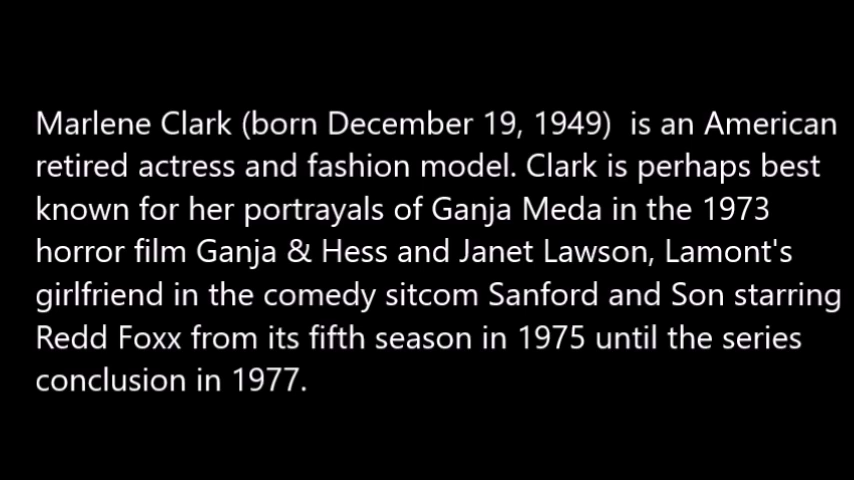 Marlene Clark (born December 19, 1949)  is an American
retired actress and fashion model. Clark is perhaps best
known for her portrayals of Ganja Meda in the 1973
horror film Ganja & Hess and Janet Lawson, Lamont's
girlfriend in the comedy sitcom Sanford and Son starring
Redd Foxx from its fifth season in 1975 until the series
conclusion in 1977.